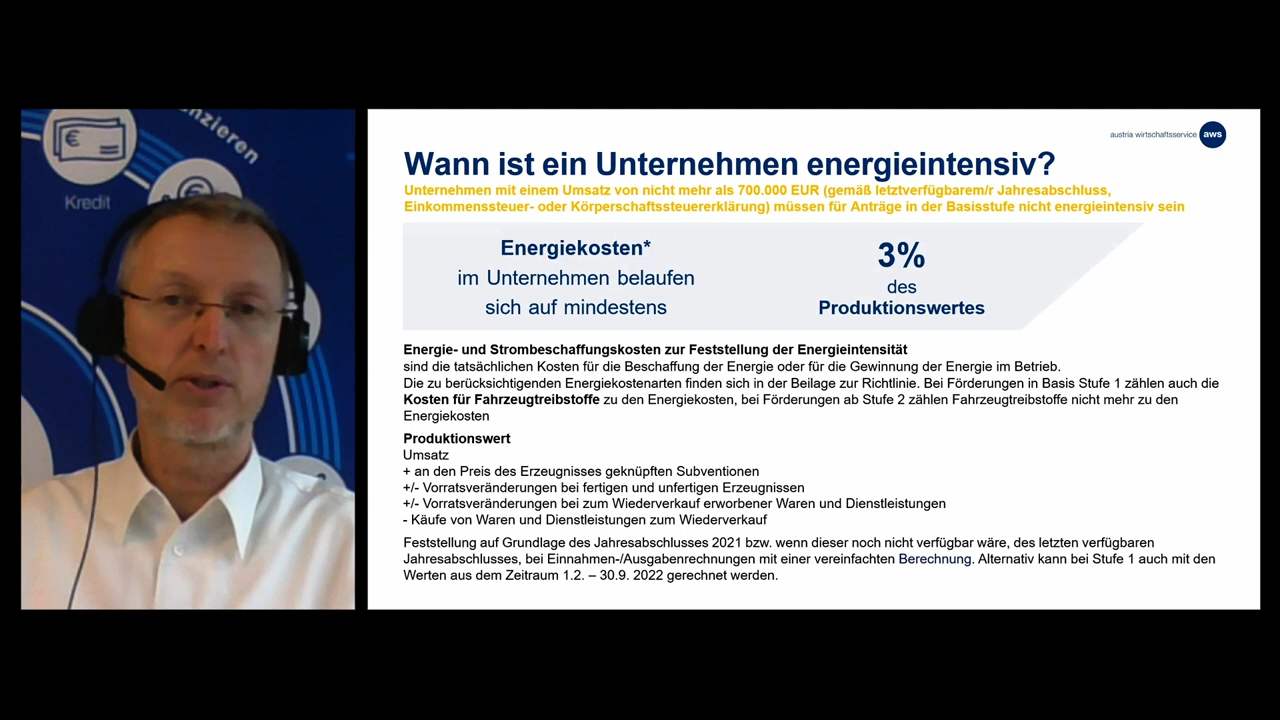 nzieren
Kredit
austria wirtschaftsservice aws
Wann ist ein Unternehmen energieintensiv?
Unternehmen mit einem Umsatz von nicht mehr als 700.000 EUR (gemäß letztverfügbarem/r Jahresabschluss,
Einkommenssteuer- oder Körperschaftssteuererklärung) müssen für Anträge in der Basisstufe nicht energieintensiv sein
Energiekosten*
im Unternehmen belaufen
sich auf mindestens
3%
des
Produktionswertes
Energie- und Strombeschaffungskosten zur Feststellung der Energieintensität
sind die tatsächlichen Kosten für die Beschaffung der Energie oder für die Gewinnung der Energie im Betrieb.
Die zu berücksichtigenden Energiekostenarten finden sich in der Beilage zur Richtlinie. Bei Förderungen in Basis Stufe 1 zählen auch die
Kosten für Fahrzeugtreibstoffe zu den Energiekosten, bei Förderungen ab Stufe 2 zählen Fahrzeugtreibstoffe nicht mehr zu den
Energiekosten
Produktionswert
Umsatz
+ an den Preis des Erzeugnisses geknüpften Subventionen
+/- Vorratsveränderungen bei fertigen und unfertigen Erzeugnissen
+/- Vorratsveränderungen bei zum Wiederverkauf erworbener Waren und Dienstleistungen
- Käufe von Waren und Dienstleistungen zum Wiederverkauf
Feststellung auf Grundlage des Jahresabschlusses 2021 bzw. wenn dieser noch nicht verfügbar wäre, des letzten verfügbaren
Jahresabschlusses, bei Einnahmen-/Ausgabenrechnungen mit einer vereinfachten Berechnung. Alternativ kann bei Stufe 1 auch mit den
Werten aus dem Zeitraum 1.2. – 30.9. 2022 gerechnet werden.